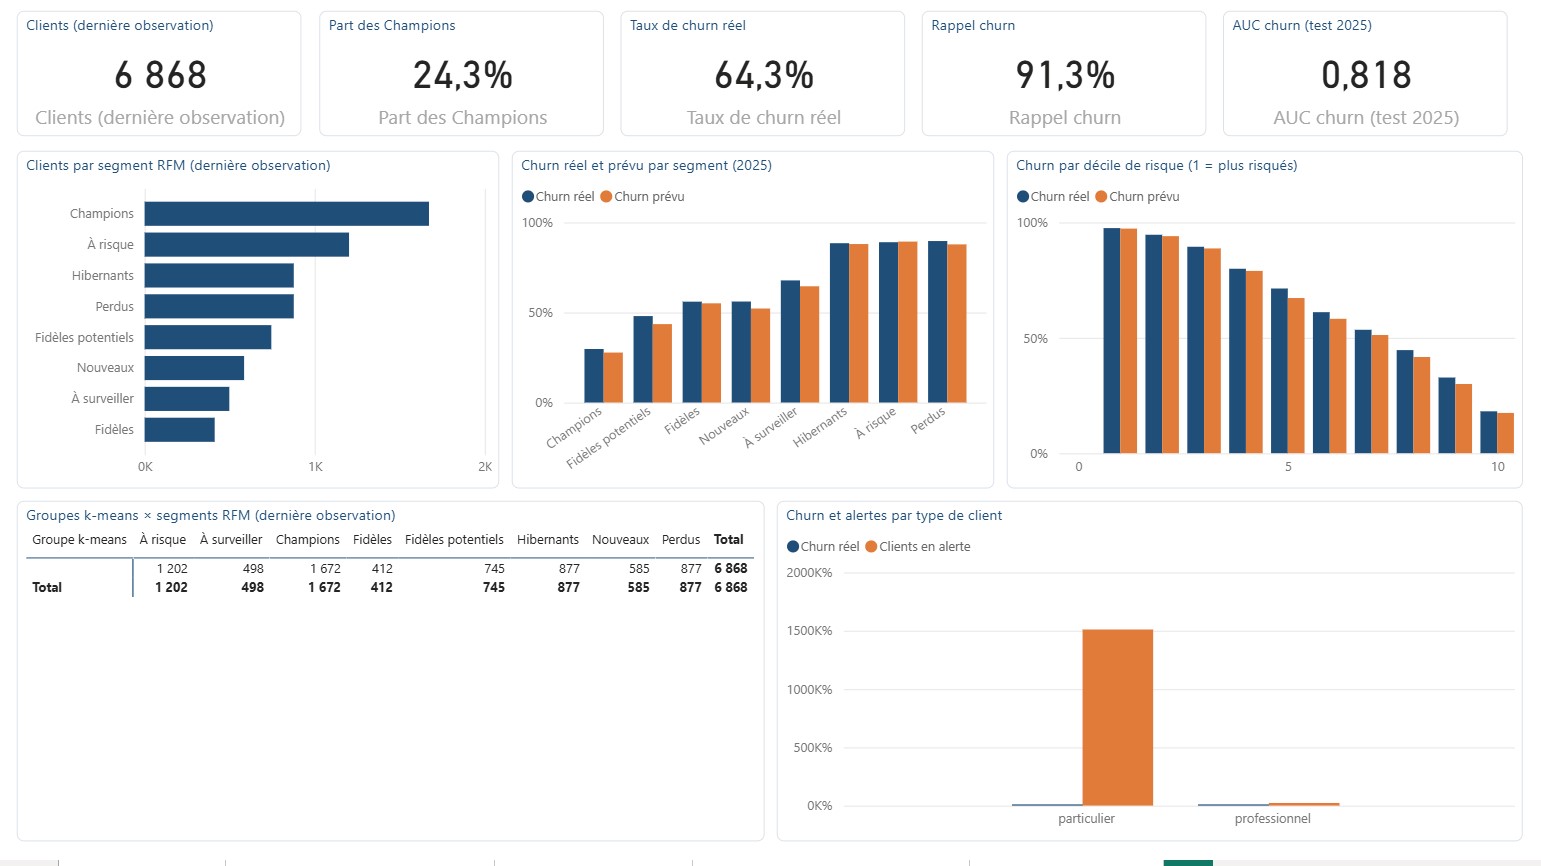 Clients (dernière observation)
6 868
Clients (dernière observation)
Part des Champions
24,3%
Part des Champions
Taux de churn réel
64,3%
Taux de churn réel
Rappel churn
91,3%
Rappel churn
AUC churn (test 2025)
0,818
AUC churn (test 2025)
Clients par segment RFM (dernière observation)
Champions
À risque
Hibernants
Perdus
Fidèles potentiels
Nouveaux
À surveiller
Fidèles
0K 1K 2K
Churn réel et prévu par segment (2025)
Churn réel Churn prévu
100%
50%
0%
Champions Fidèles potentiels Fidèles Nouveaux À surveiller Hibernants À risque Perdus
Churn par décile de risque (1 = plus risqués)
Churn réel Churn prévu
100%
50%
0%
0 5 10
Groupes k-means × segments RFM (dernière observation)
Groupe k-means À risque À surveiller Champions Fidèles Fidèles potentiels Hibernants Nouveaux Perdus Total
1 202 498 1 672 412 745 877 585 877 6 868
Total 1 202 498 1 672 412 745 877 585 877 6 868
Churn et alertes par type de client
Churn réel Clients en alerte
2000K%
1500K%
1000K%
500K%
0K%
particulier professionnel